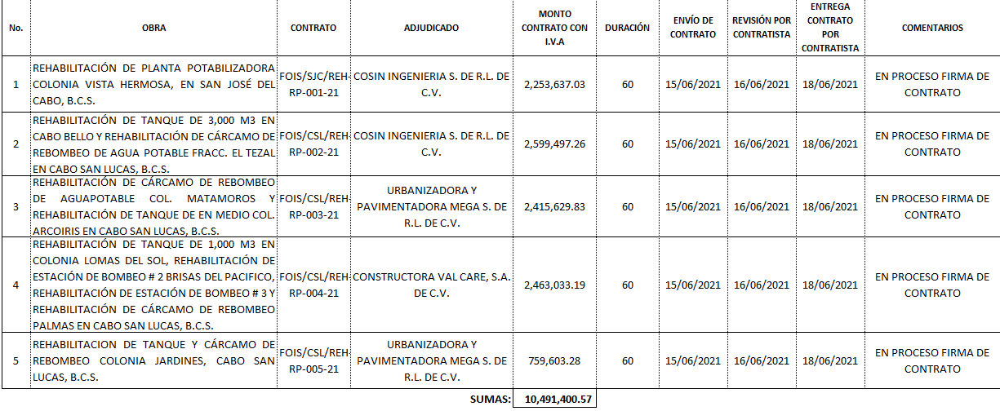 No.
OBRA
CONTRATO
ADJUDICADO
MONTO
CONTRATO CON
I.V.A
DURACIÓN
ENVÍO DE
CONTRATO
REVISIÓN POR
CONTRATISTA
ENTREGA
CONTRATO
POR
CONTRATISTA
COMENTARIOS
1
REHABILITACIÓN DE PLANTA POTABILIZADORA
COLONIA VISTA HERMOSA, EN SAN JOSÉ DEL
CABO, B.C.S.
FOIS/SJC/REH-
RP-001-21
COSIN INGENIERIA S. DE R.L. DE
C.V.
2,253,637.03
60
15/06/2021
16/06/2021
18/06/2021
EN PROCESO FIRMA DE
CONTRATO
2
REHABILITACIÓN DE TANQUE DE 3,000 M3 EN
CABO BELLO Y REHABILITACIÓN DE CÁRCAMO DE
REBOMBEO DE AGUA POTABLE FRACC. EL TEZAL
EN CABO SAN LUCAS, B.C.S.
FOIS/CSL/REH-
RP-002-21
COSIN INGENIERIA S. DE R.L. DE
C.V.
2,599,497.26
60
15/06/2021
16/06/2021
18/06/2021
EN PROCESO FIRMA DE
CONTRATO
3
REHABILITACIÓN DE CÁRCAMO DE REBOMBEO
DE AGUAPOTABLE COL. MATAMOROS Y
REHABILITACIÓN DE TANQUE DE EN MEDIO COL.
ARCOIRIS EN CABO SAN LUCAS, B.C.S.
FOIS/CSL/REH-
RP-003-21
URBANIZADORA Y
PAVIMENTADORA MEGA S. DE
R.L. DE C.V.
2,415,629.83
60
15/06/2021
16/06/2021
18/06/2021
EN PROCESO FIRMA DE
CONTRATO
4
REHABILITACIÓN DE TANQUE DE 1,000 M3 EN
COLONIA LOMAS DEL SOL, REHABILITACIÓN DE
ESTACIÓN DE BOMBEO # 2 BRISAS DEL PACIFICO,
REHABILITACIÓN DE ESTACIÓN DE BOMBEO # 3 Y
REHABILITACIÓN DE CÁRCAMO DE REBOMBEO
PALMAS EN CABO SAN LUCAS, B.C.S.
FOIS/CSL/REH-
RP-004-21
CONSTRUCTORA VAL CARE, S.A.
DE C.V.
2,463,033.19
60
15/06/2021
16/06/2021
18/06/2021
EN PROCESO FIRMA DE
CONTRATO
5
REHABILITACION DE TANQUE Y CÁRCAMO DE
REBOMBEO COLONIA JARDINES, CABO SAN
LUCAS, B.C.S.
FOIS/CSL/REH-
RP-005-21
URBANIZADORA Y
PAVIMENTADORA MEGA S. DE
R.L. DE C.V.
759,603.28
60
15/06/2021
16/06/2021
18/06/2021
EN PROCESO FIRMA DE
CONTRATO
SUMAS: 10,491,400.57